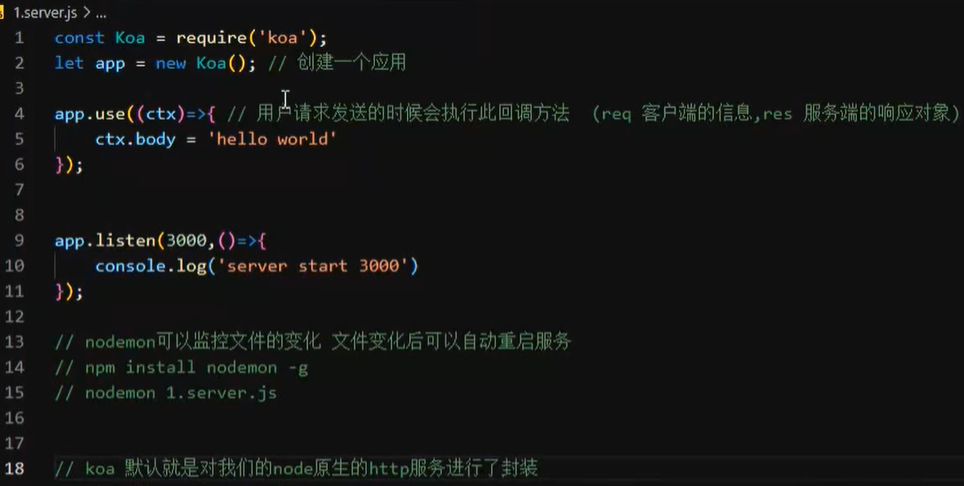 1.server.js > ...
1 const Koa = require('koa');
2 let app = new Koa(); // 创建一个应用
3
4 app.use((ctx)=>{ // 用户请求发送的时候会执行此回调方法 (req 客户端的信息,res 服务端的响应对象)
5 ctx.body = 'hello world'
6 });
7
8
9 app.listen(3000,()=>{
10 console.log('server start 3000')
11 });
12
13 // nodemon可以监控文件的变化 文件变化后可以自动重启服务
14 // npm install nodemon -g
15 // nodemon 1.server.js
16
17
18 // koa 默认就是对我们的node原生的http服务进行了封装